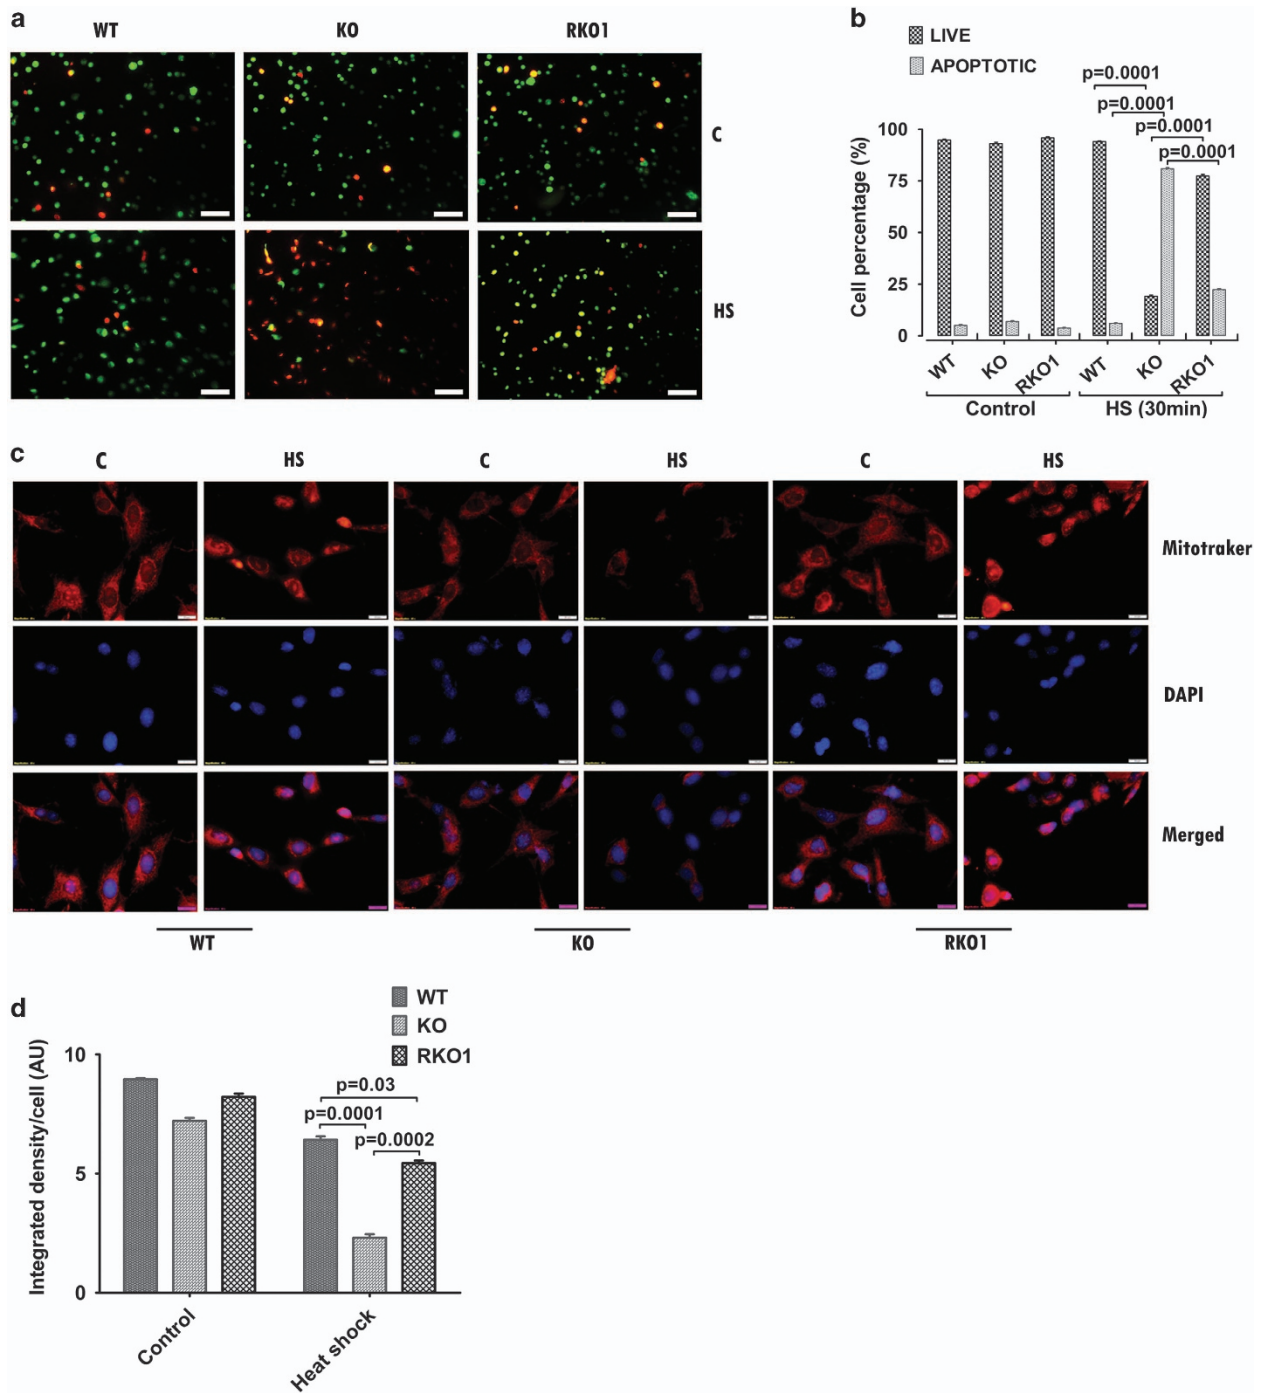 a
WT KO RKO1
C
HS
b
LIVE
APOPTOTIC
p=0.0001
p=0.0001
p=0.0001
p=0.0001
Cell percentage (%)
100
75
50
25
0
WT KO RKO1 WT KO RKO1
Control HS (30min)
c
C HS C HS C HS
Mitotraker
DAPI
Merged
WT KO RKO1
d
WT
KO
RKO1
Integrated density/cell (AU)
10
5
0
p=0.03
p=0.0001
p=0.0002
Control Heat shock